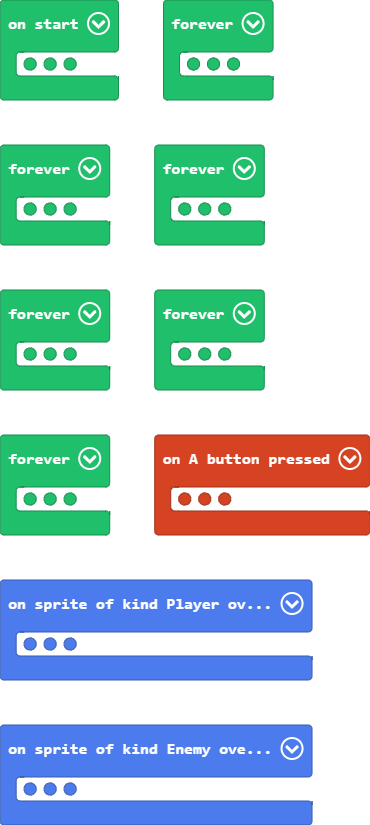 on start
forever
forever
forever
forever
forever
forever
on A button pressed
on sprite of kind Player ov...
on sprite of kind Enemy ove...